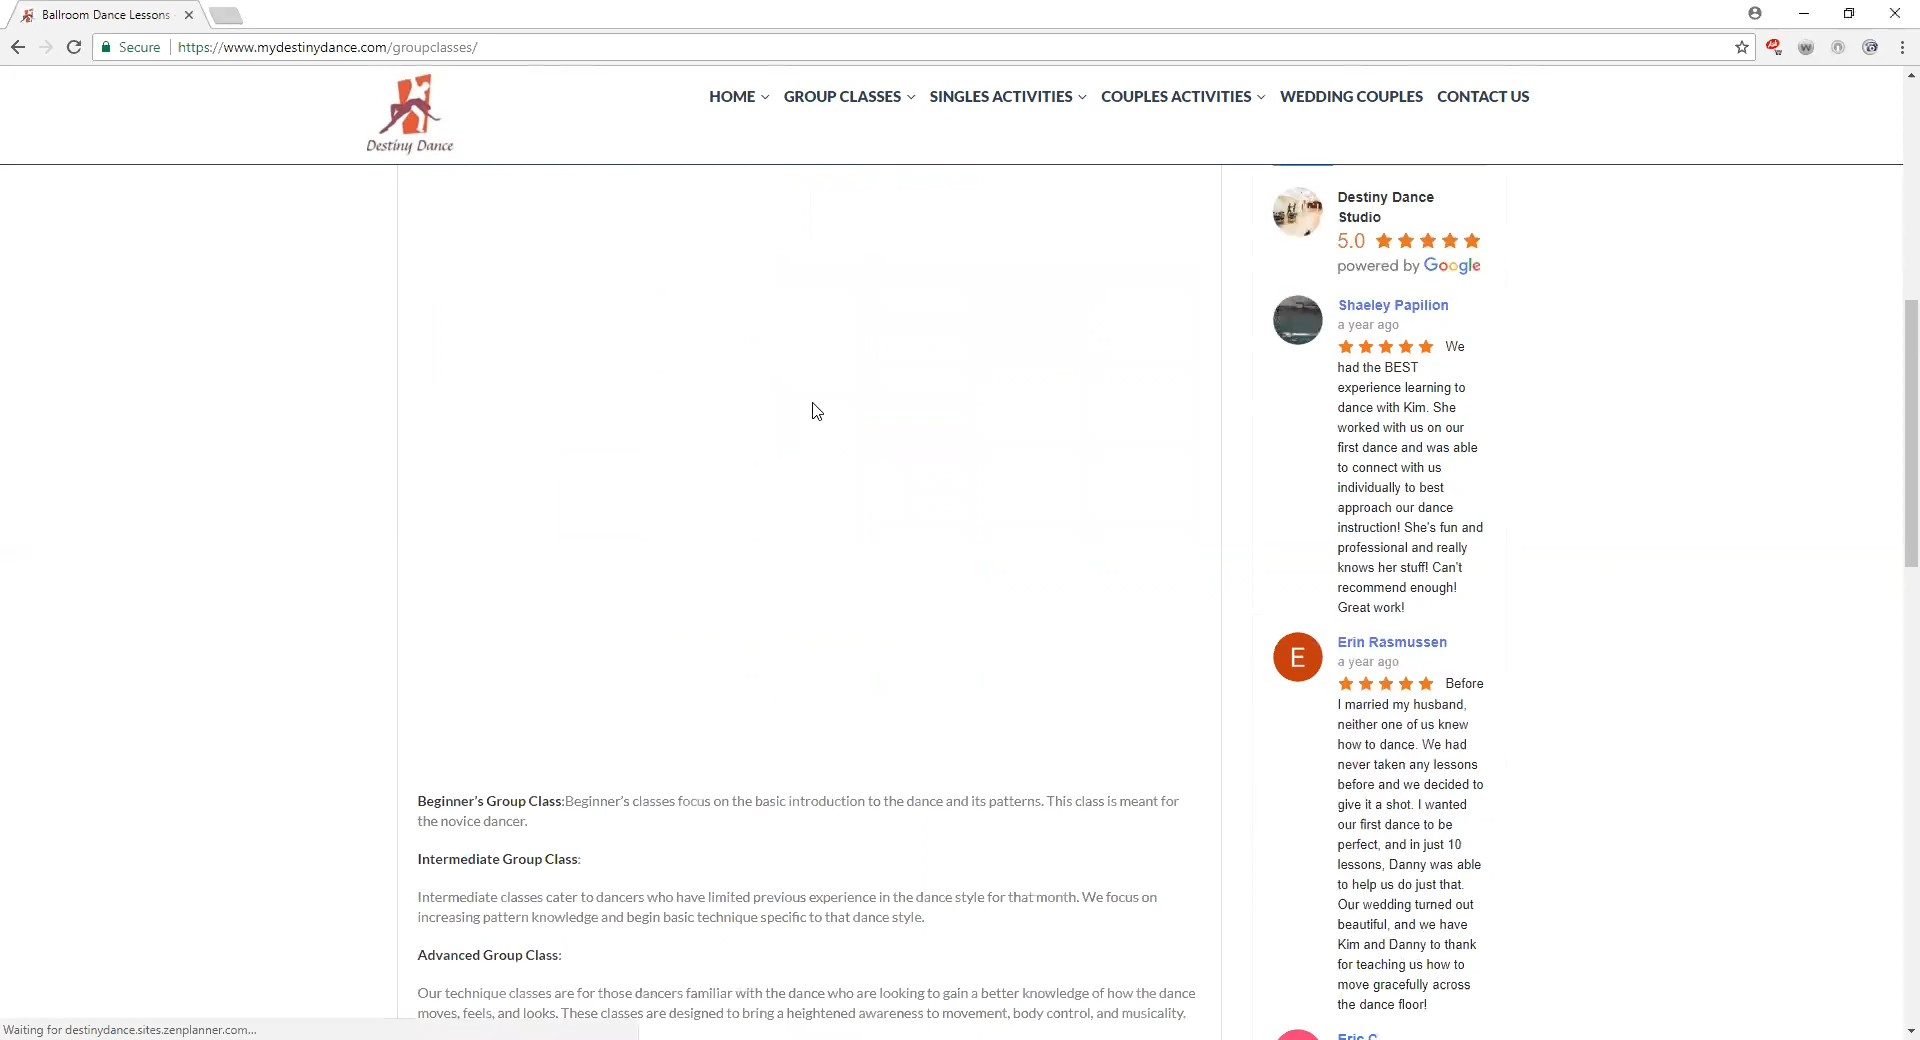 Ballroom Dance Lessons
Secure
https://www.mydestinydance.com/groupclasses/
Destiny Dance
HOME GROUP CLASSES SINGLES ACTIVITIES COUPLES ACTIVITIES WEDDING COUPLES CONTACT US
Beginner’s Group Class:Beginner’s classes focus on the basic introduction to the dance and its patterns. This class is meant for
the novice dancer.
Intermediate Group Class:
Intermediate classes cater to dancers who have limited previous experience in the dance style for that month. We focus on
increasing pattern knowledge and begin basic technique specific to that dance style.
Advanced Group Class:
Our technique classes are for those dancers familiar with the dance who are looking to gain a better knowledge of how the dance
moves, feels, and looks. These classes are designed to bring a heightened awareness to movement, body control, and musicality.
Destiny Dance
Studio
5.0
powered by Google
Shaeley Papilion
a year ago
We
had the BEST
experience learning to
dance with Kim. She
worked with us on our
first dance and was able
to connect with us
individually to best
approach our dance
instruction! She's fun and
professional and really
knows her stuff! Can't
recommend enough!
Great work!
E
Erin Rasmussen
a year ago
Before
I married my husband,
neither one of us knew
how to dance. We had
never taken any lessons
before and we decided to
give it a shot. I wanted
our first dance to be
perfect, and in just 10
lessons, Danny was able
to help us do just that.
Our wedding turned out
beautiful, and we have
Kim and Danny to thank
for teaching us how to
move gracefully across
the dance floor!
Eric C
Waiting for destinydance.sites.zenplanner.com...